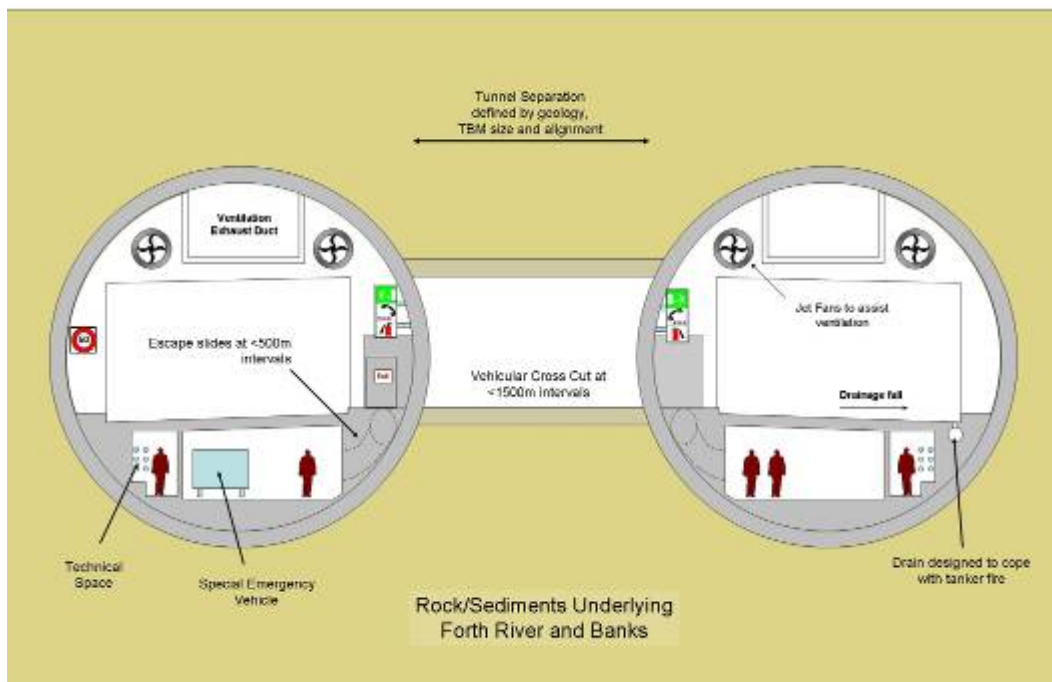 Tunnel Separation
defined by geology,
TBM size and alignment
Ventilation
Exhaust Duct
Jet Fans to assist
ventilation
Escape slides at <500m
intervals
Exit
Vehicular Cross Cut at
<1500m intervals
Drainage fall
Technical
Space
Special Emergency
Vehicle
Drain designed to cope
with tanker fire
Rock/Sediments Underlying
Forth River and Banks